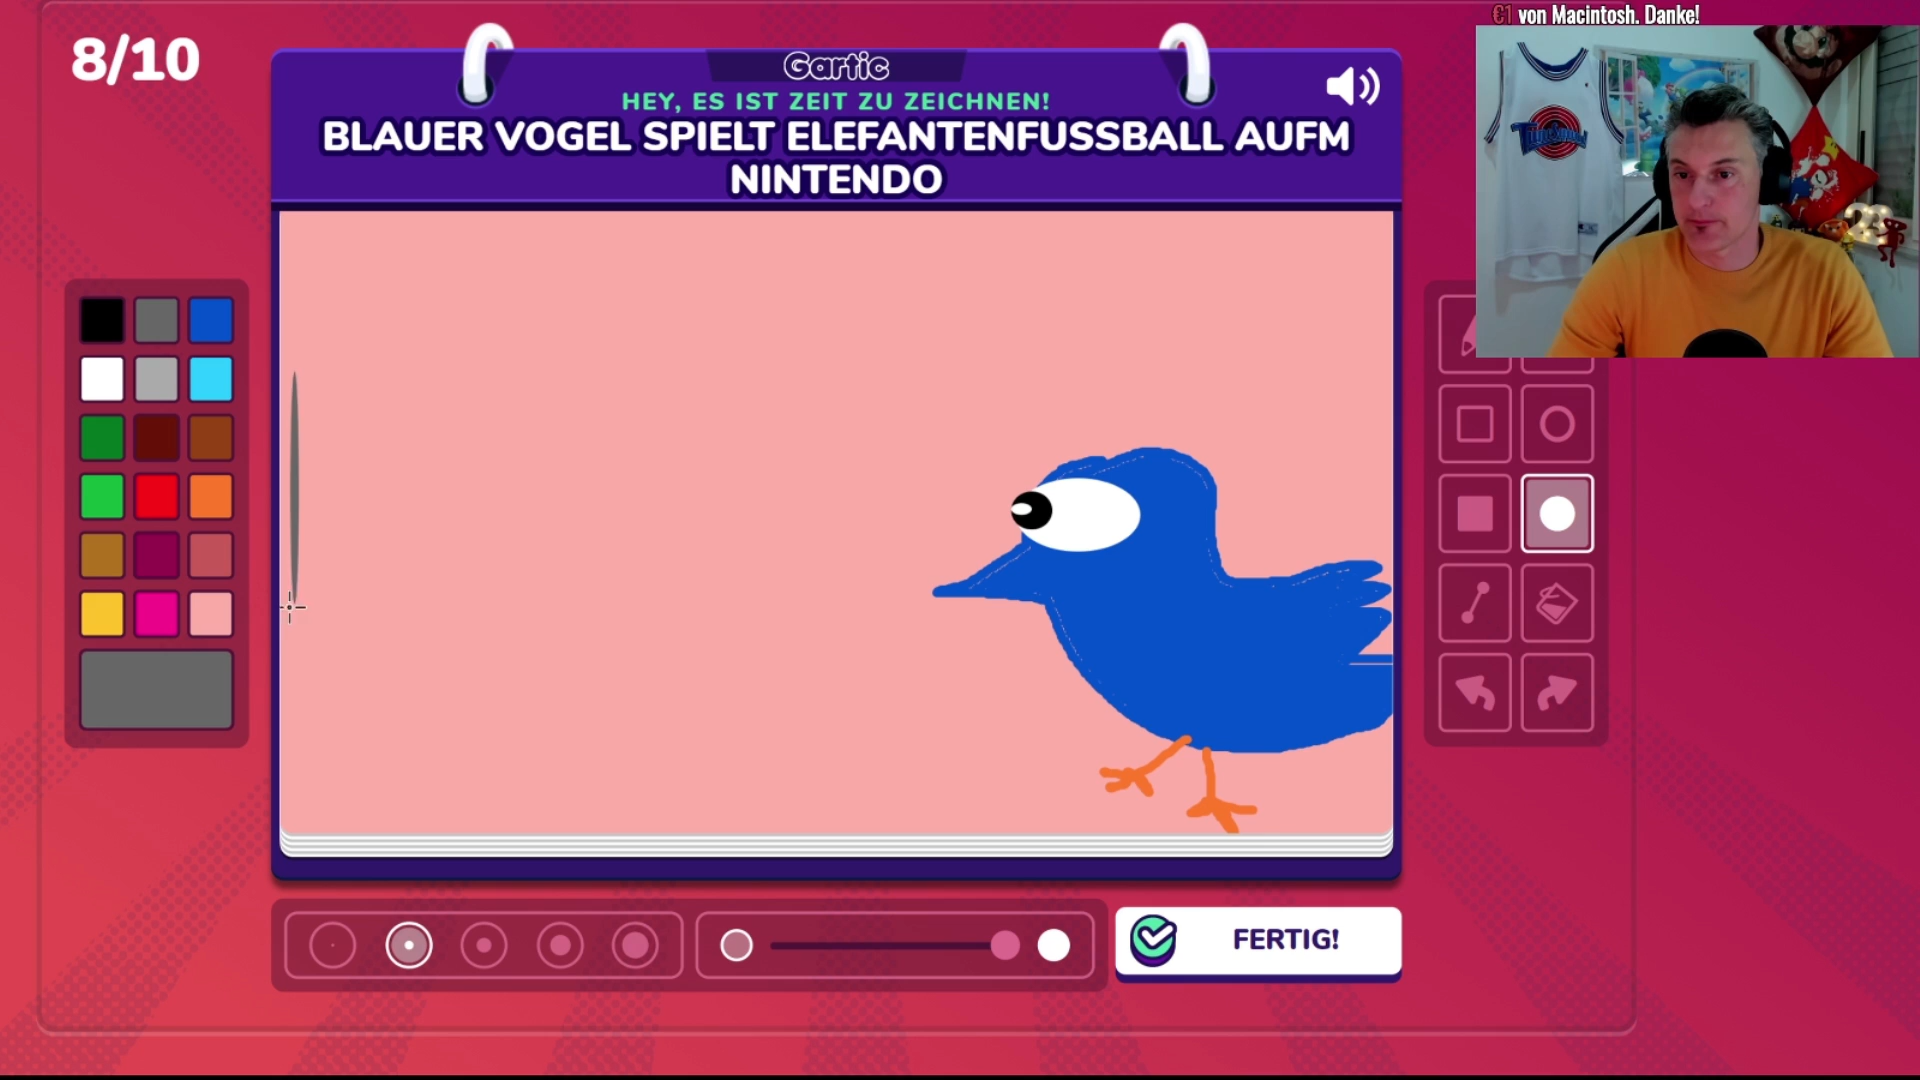 €1 von Macintosh. Danke!
8/10
Gartic
HEY, ES IST ZEIT ZU ZEICHNEN!
BLAUER VOGEL SPIELT ELEFANTENFUSSBALL AUFM
NINTENDO
FERTIG!